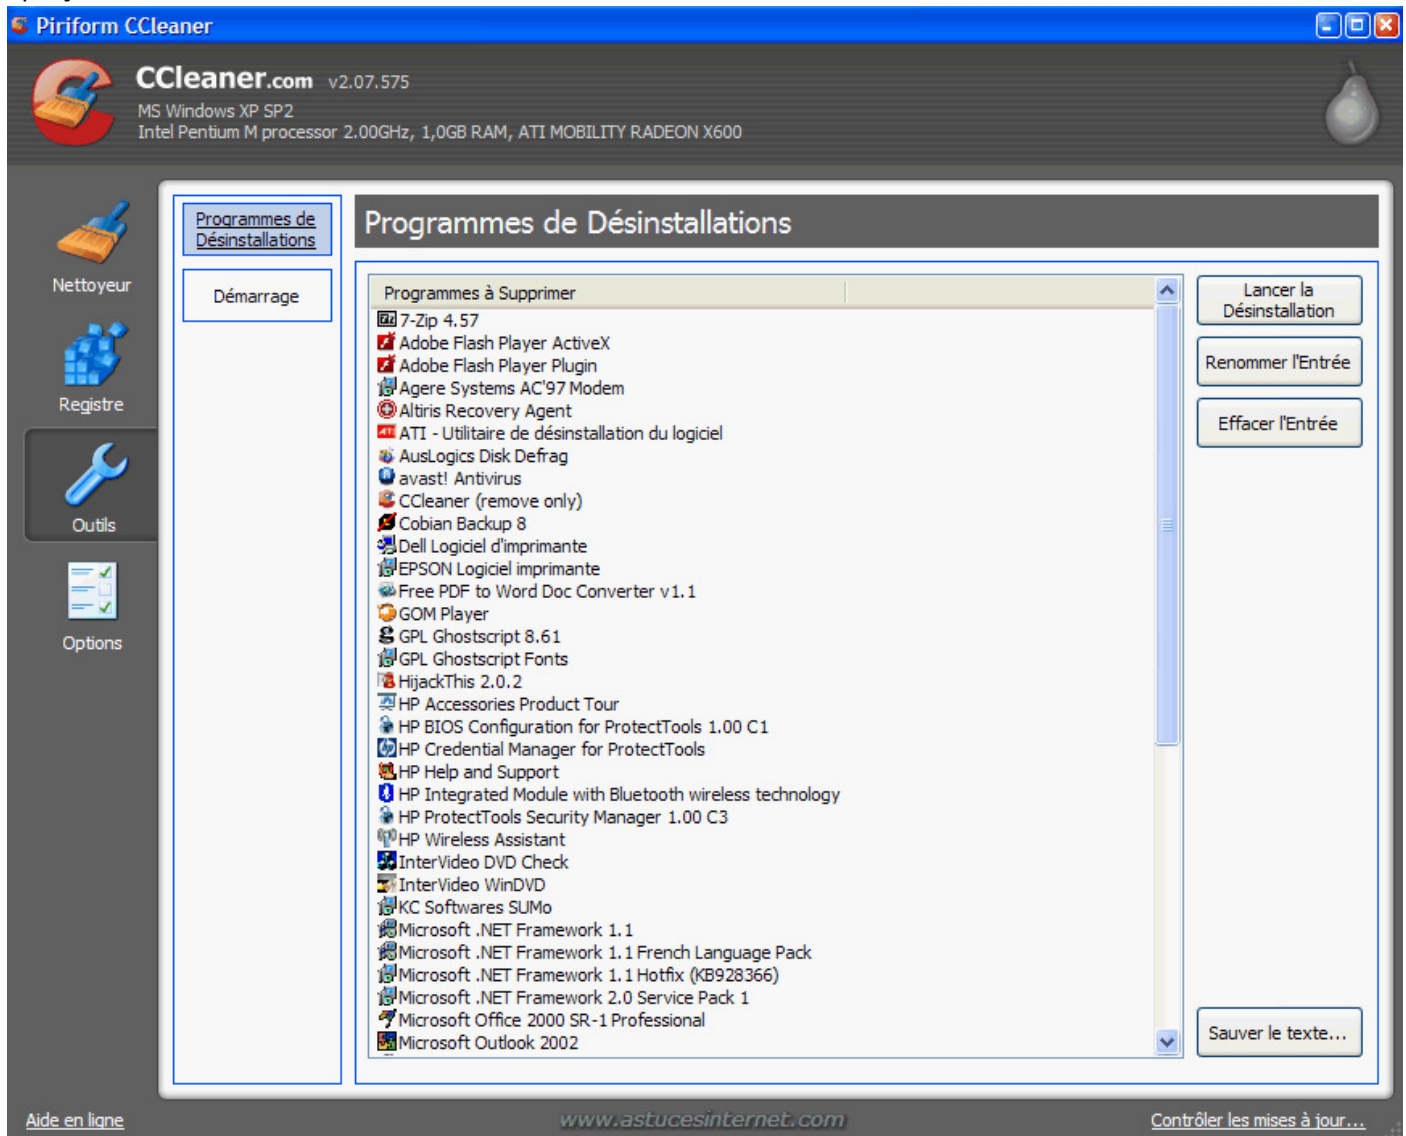 Piriform CCleaner
CCleaner.com v2.07.575
MS Windows XP SP2
Intel Pentium M processor 2.00GHz, 1,0GB RAM, ATI MOBILITY RADEON X600
Nettoyeur
Registre
Outils
Options
Programmes de
Désinstallations
Démarrage
Programmes de Désinstallations
Programmes à Supprimer
7-Zip 4.57
Adobe Flash Player ActiveX
Adobe Flash Player Plugin
Agere Systems AC'97 Modem
Altiris Recovery Agent
ATI - Utilitaire de désinstallation du logiciel
AusLogics Disk Defrag
avast! Antivirus
CCleaner (remove only)
Cobian Backup 8
Dell Logiciel d'imprimante
EPSON Logiciel imprimante
Free PDF to Word Doc Converter v1.1
GOM Player
GPL Ghostscript 8.61
GPL Ghostscript Fonts
HijackThis 2.0.2
HP Accessories Product Tour
HP BIOS Configuration for ProtectTools 1.00 C1
HP Credential Manager for ProtectTools
HP Help and Support
HP Integrated Module with Bluetooth wireless technology
HP ProtectTools Security Manager 1.00 C3
HP Wireless Assistant
InterVideo DVD Check
InterVideo WinDVD
KC Softwares SUMo
Microsoft .NET Framework 1.1
Microsoft .NET Framework 1.1 French Language Pack
Microsoft .NET Framework 1.1 Hotfix (KB928366)
Microsoft .NET Framework 2.0 Service Pack 1
Microsoft Office 2000 SR-1 Professional
Microsoft Outlook 2002
Lancer la
Désinstallation
Renommer l'Entrée
Effacer l'Entrée
Sauver le texte...
Aide en ligne
www.astucesinternet.com
Contrôler les mises à jour...